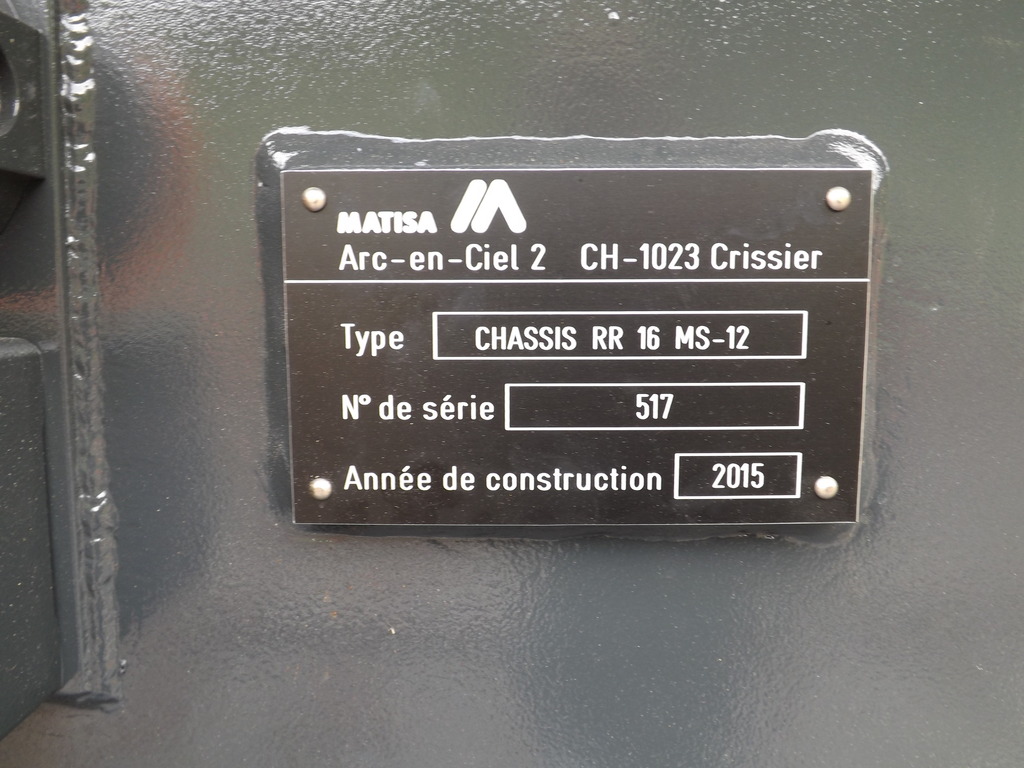 MATISA
Arc-en-Ciel 2 CH-1023 Crissier
Type CHASSIS RR 16 MS-12
N° de série 517
Année de construction 2015